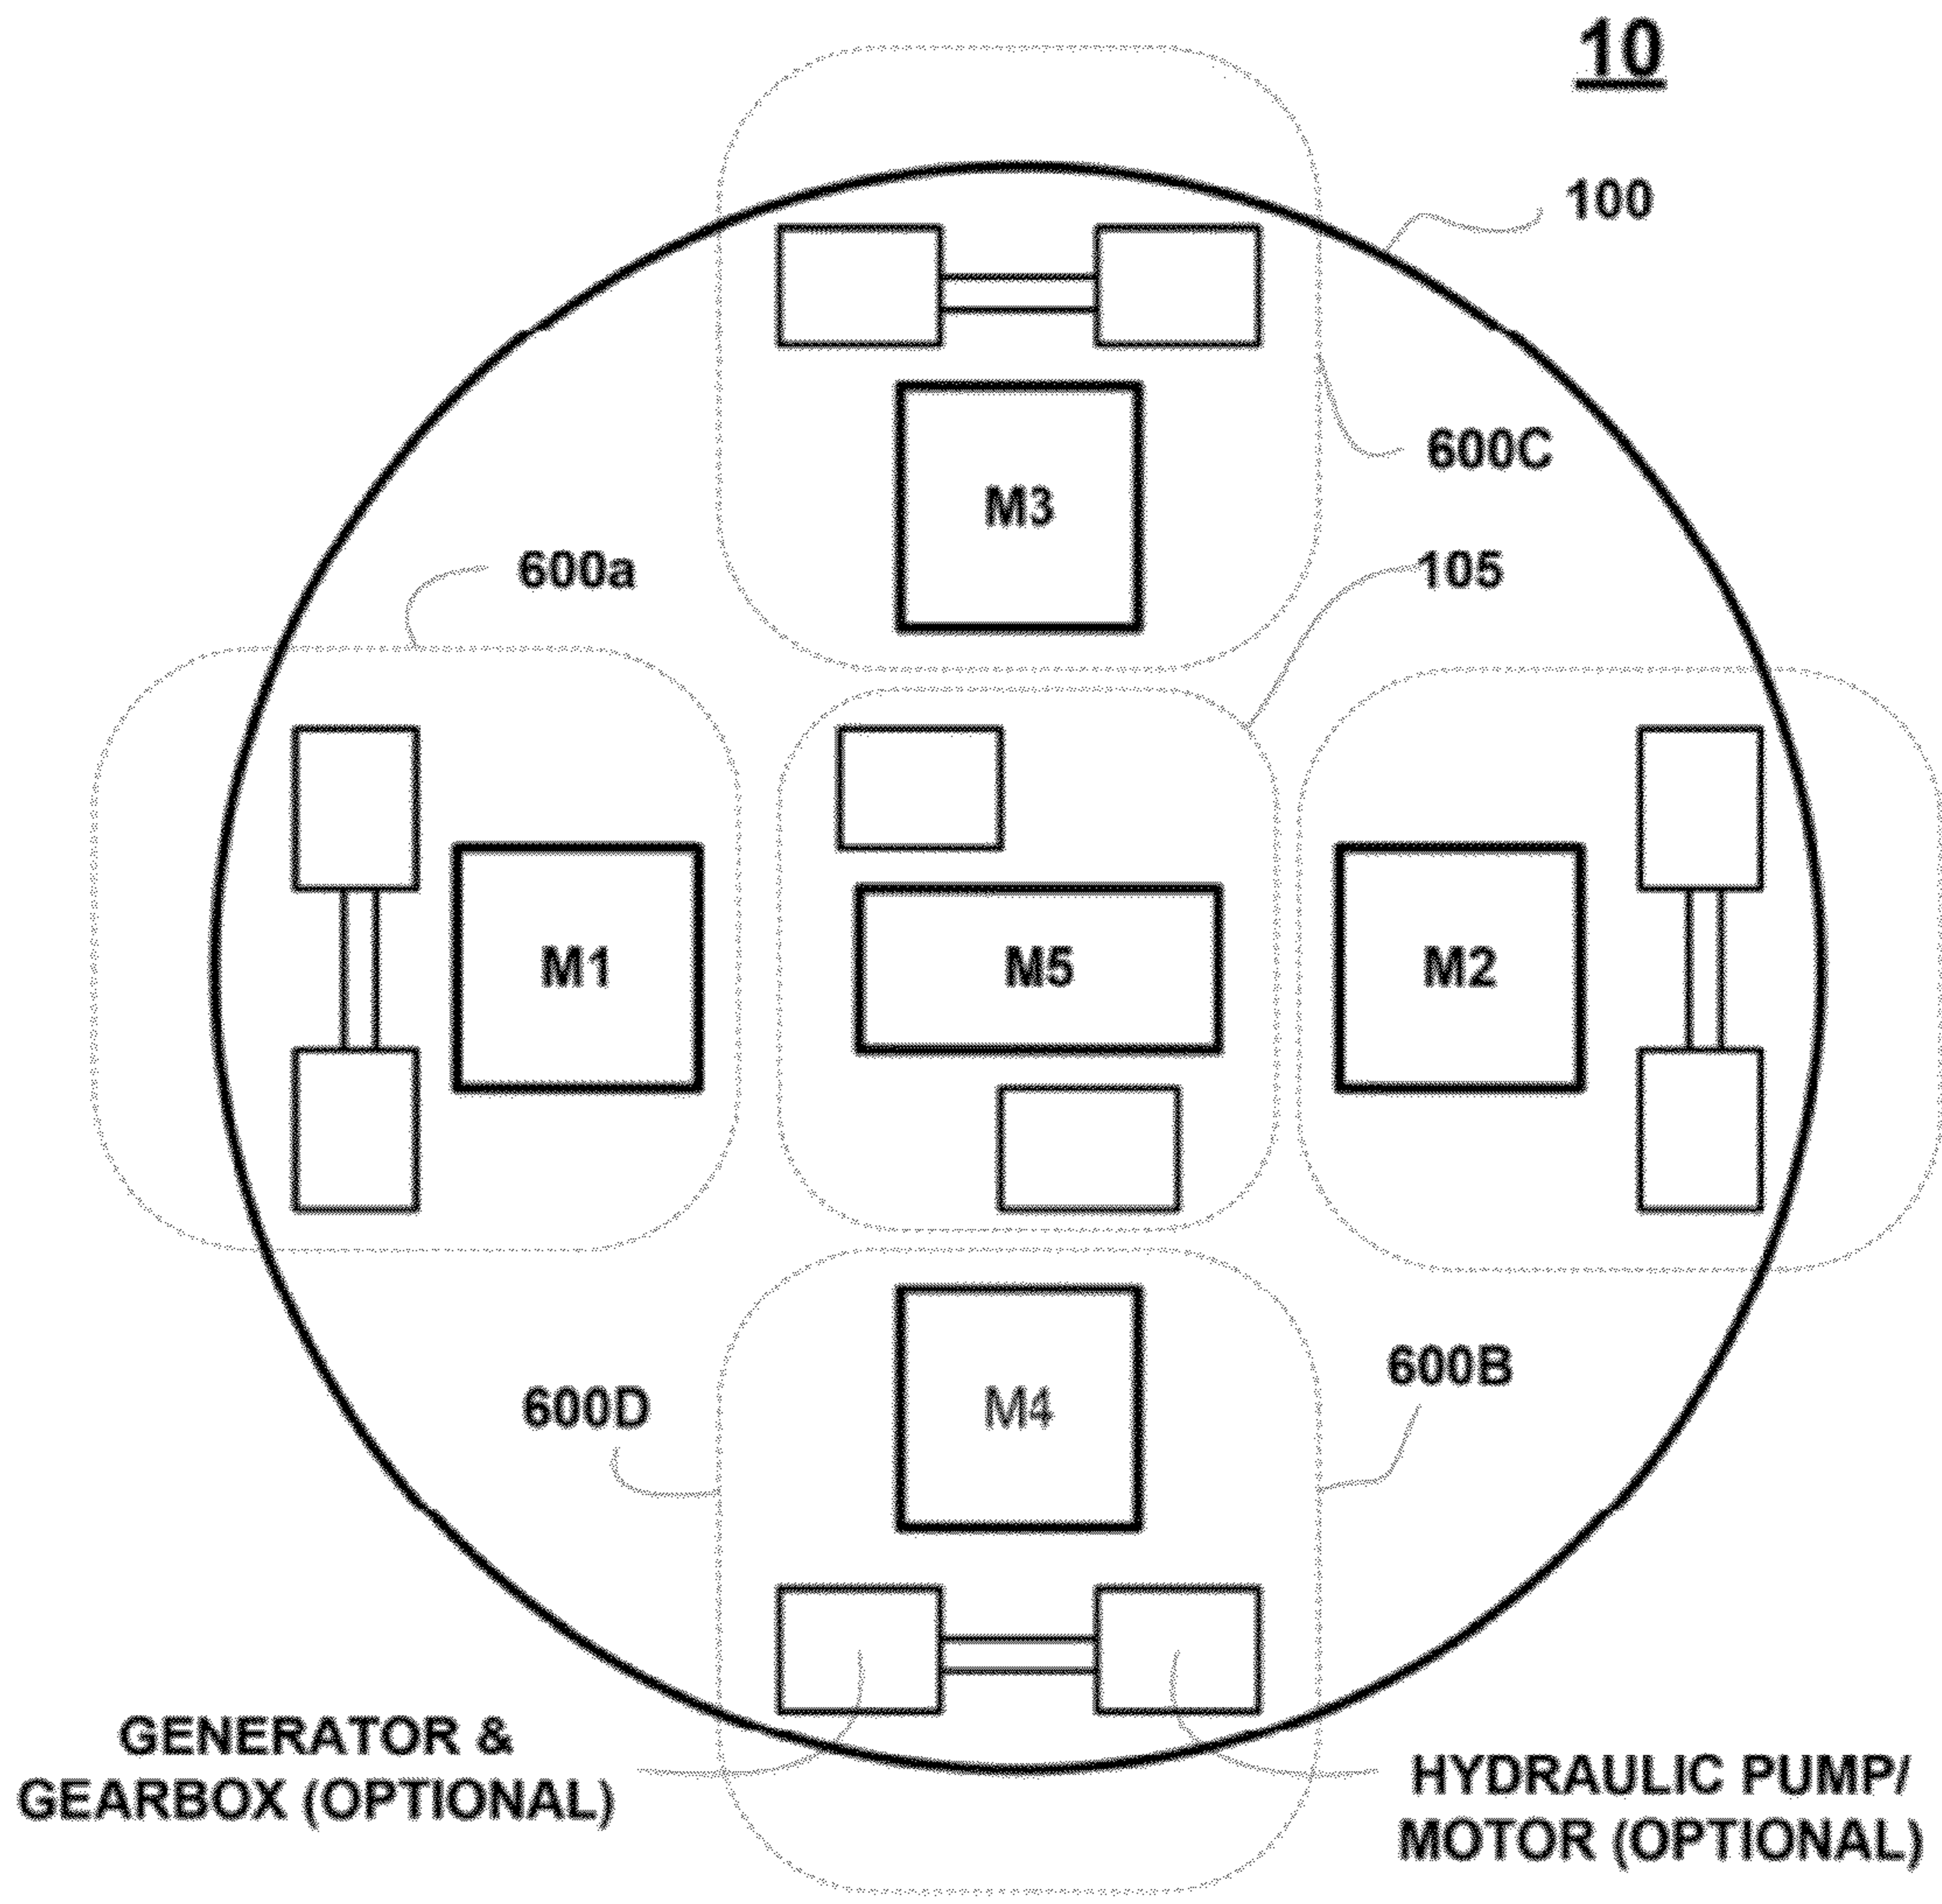 10
100
600C
M3
600a
105
M1
M5
M2
600B
600D
M4
GENERATOR &
GEARBOX (OPTIONAL)
HYDRAULIC PUMP/
MOTOR (OPTIONAL)